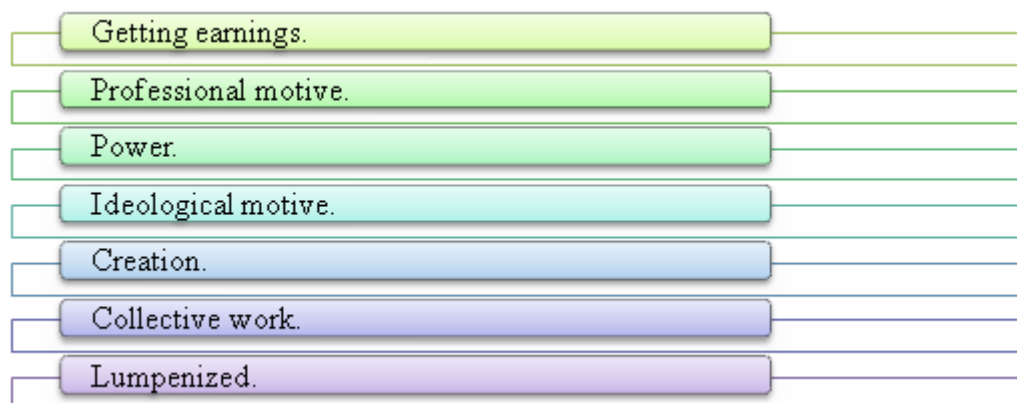 Getting earnings.
Professional motive.
Power.
Ideological motive.
Creation.
Collective work.
Lumpenized.